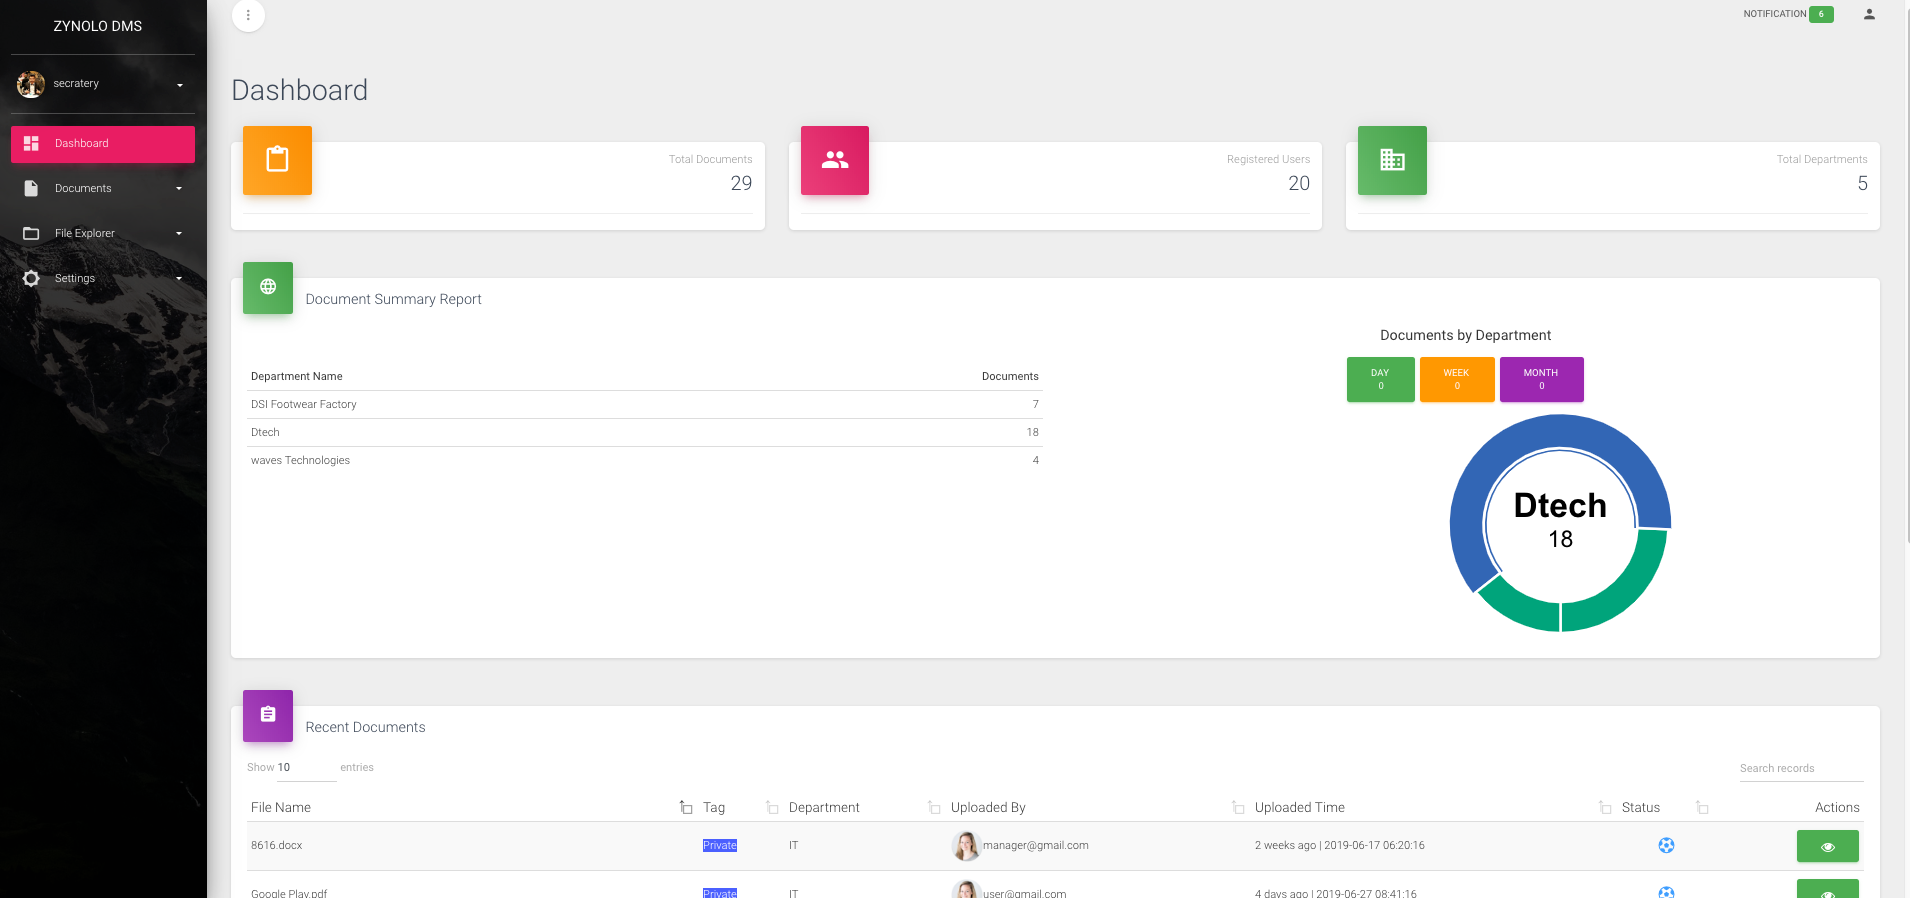 ZYNOLO DMS
NOTIFICATION 6
secratery
Dashboard
Documents
File Explorer
Settings
Dashboard
Total Documents
29
Registered Users
20
Total Departments
5
Document Summary Report
Department Name Documents
DSI Footwear Factory 7
Dtech 18
waves Technologies 4
Documents by Department
DAY
0
WEEK
0
MONTH
0
Dtech
18
Recent Documents
Show 10 entries
Search records
File Name Tag Department Uploaded By Uploaded Time Status Actions
8616.docx Private IT manager@gmail.com 2 weeks ago | 2019-06-17 06:20:16
Google Play.pdf Private IT user@gmail.com 4 days ago | 2019-06-27 08:41:16